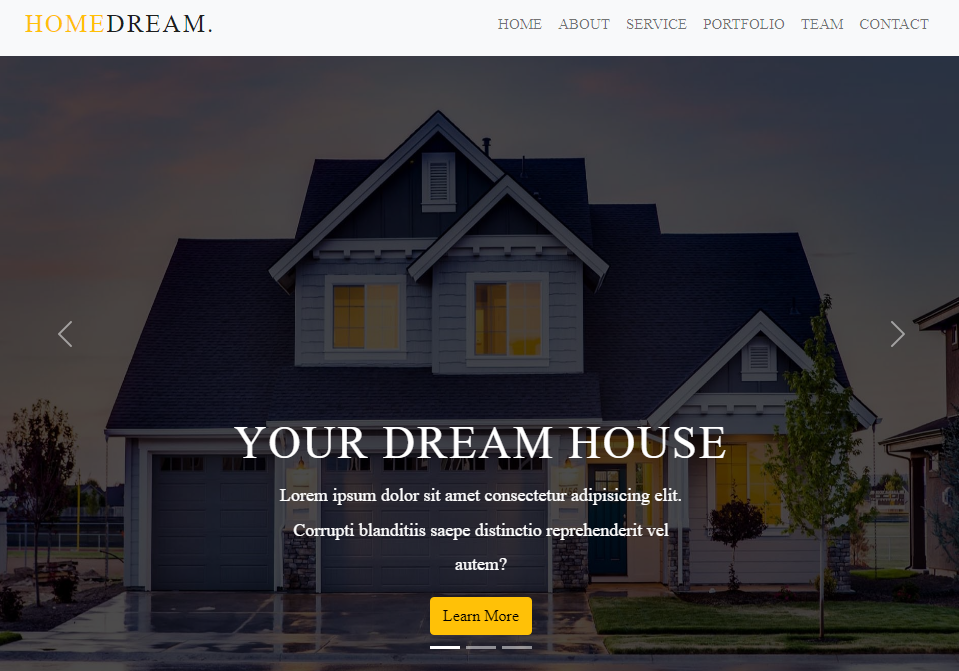 HOMEDREAM.
HOME ABOUT SERVICE PORTFOLIO TEAM CONTACT
YOUR DREAM HOUSE
Lorem ipsum dolor sit amet consectetur adipisicing elit.
Corrupti blanditiis saepe distinctio reprehenderit vel
autem?
Learn More